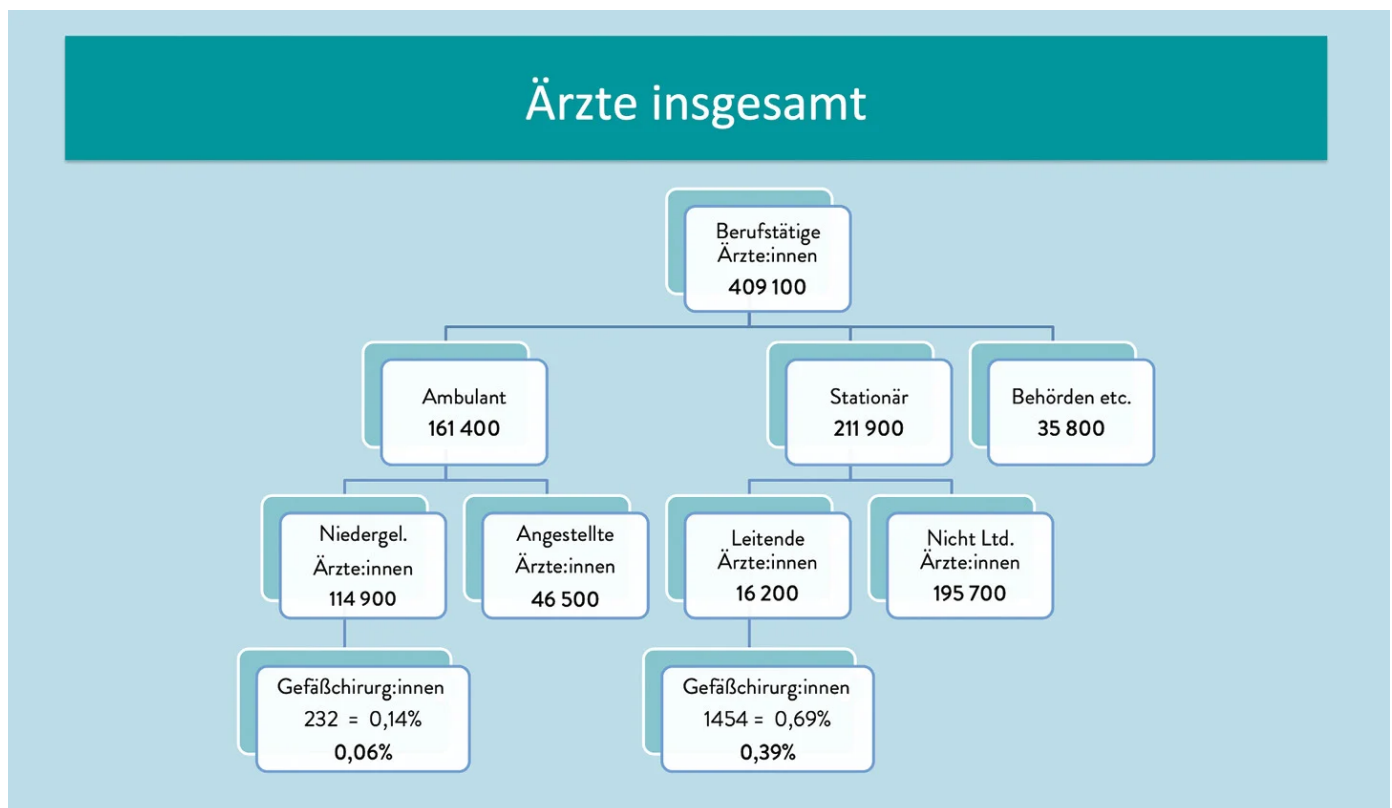 Ärzte insgesamt
Berufstätige
Ärzte:innen
409 100
Ambulant
161 400
Stationär
211 900
Behörden etc.
35 800
Niedergel.
Ärzte:innen
114 900
Angestellte
Ärzte:innen
46 500
Leitende
Ärzte:innen
16 200
Nicht Ltd.
Ärzte:innen
195 700
Gefäßchirurg:innen
232 = 0,14%
0,06%
Gefäßchirurg:innen
1454 = 0,69%
0,39%